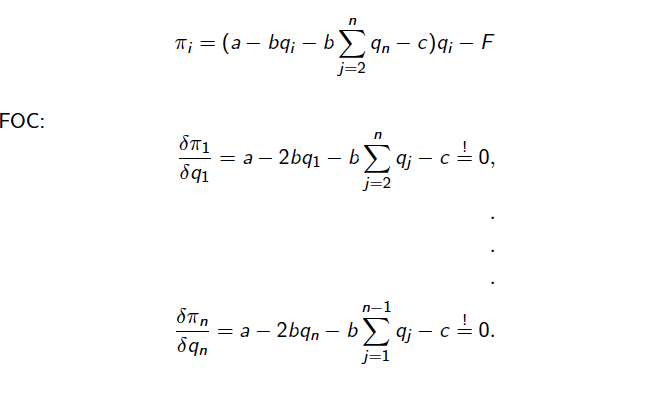 π_i = (a − bq_i − b ∑_{j=2}^{n} q_n − c)q_i − F
FOC:
δπ_1/δq_1 = a − 2bq_1 − b ∑_{j=2}^{n} q_j − c =^! 0,
.
.
.
δπ_n/δq_n = a − 2bq_n − b ∑_{j=1}^{n−1} q_j − c =^! 0.